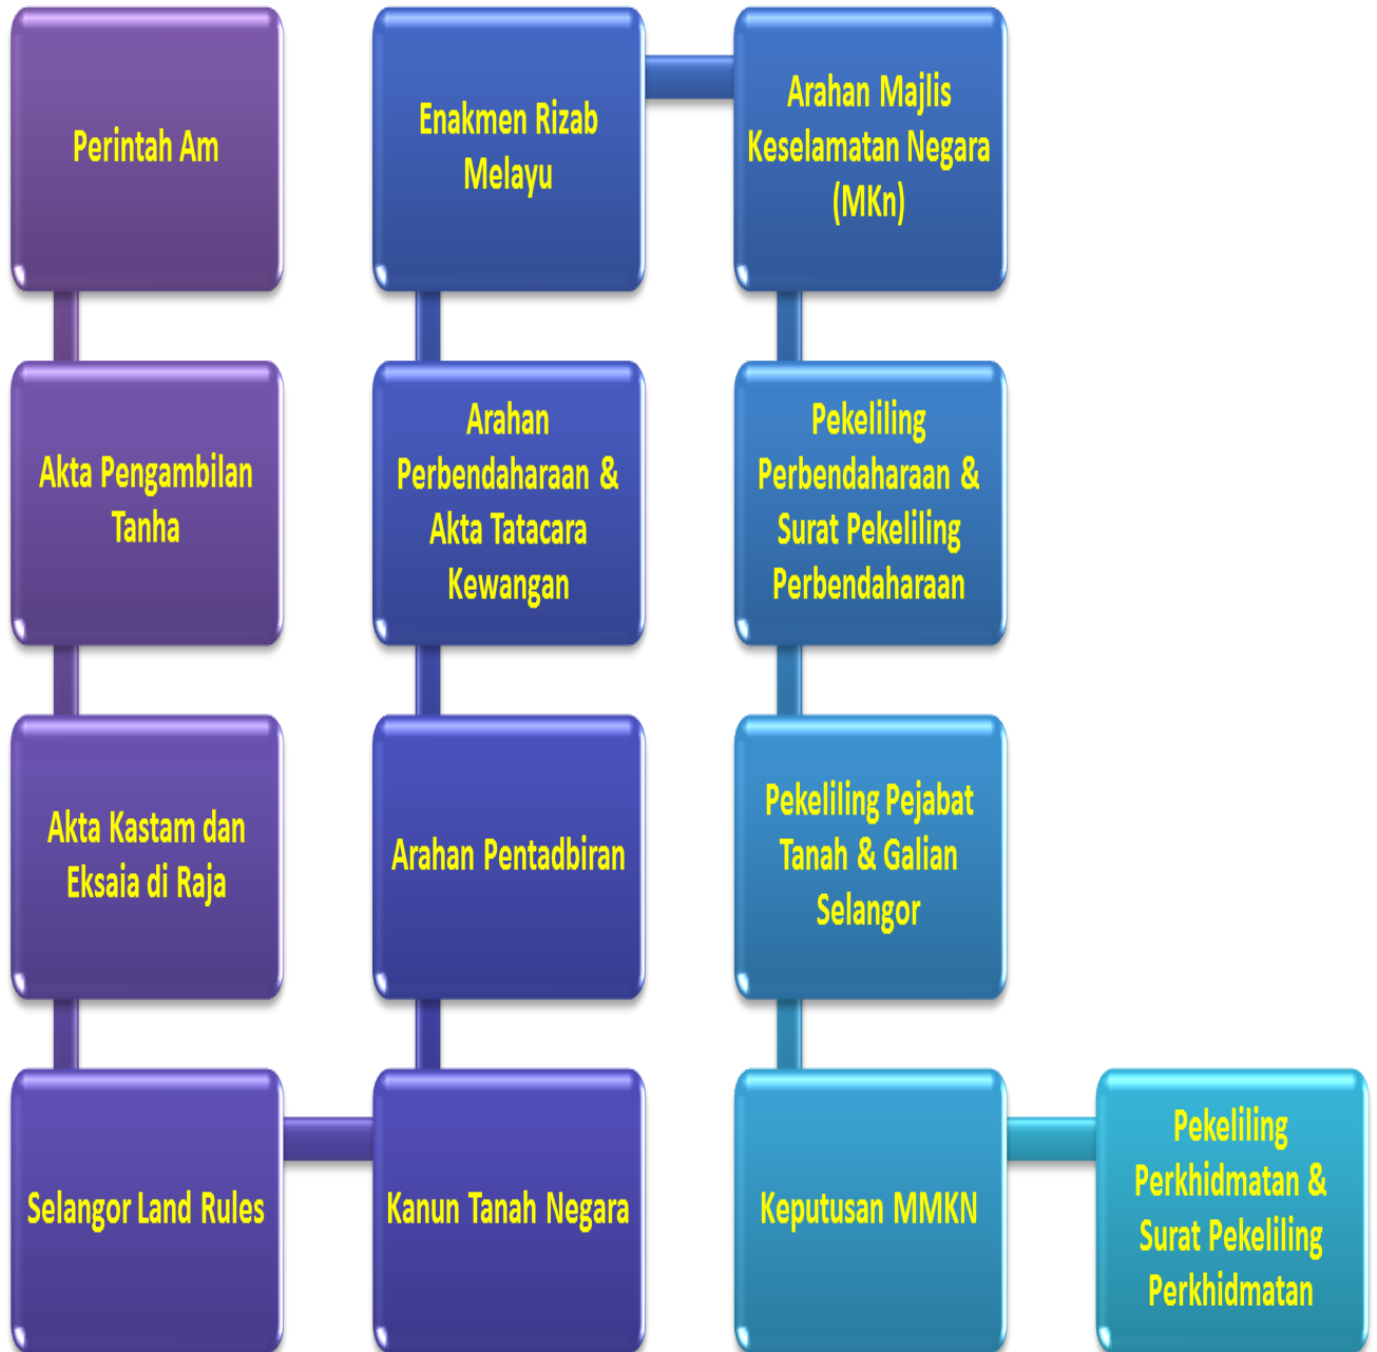 Perintah Am
Akta Pengambilan
Tanha
Akta Kastam dan
Eksaia di Raja
Selangor Land Rules
Kanun Tanah Negara
Arahan Pentadbiran
Arahan
Perbendaharaan &
Akta Tatacara
Kewangan
Enakmen Rizab
Melayu
Arahan Majlis
Keselamatan Negara
(MKn)
Pekeliling
Perbendaharaan &
Surat Pekeliling
Perbendaharaan
Pekeliling Pejabat
Tanah & Galian
Selangor
Keputusan MMKN
Pekeliling
Perkhidmatan &
Surat Pekeliling
Perkhidmatan